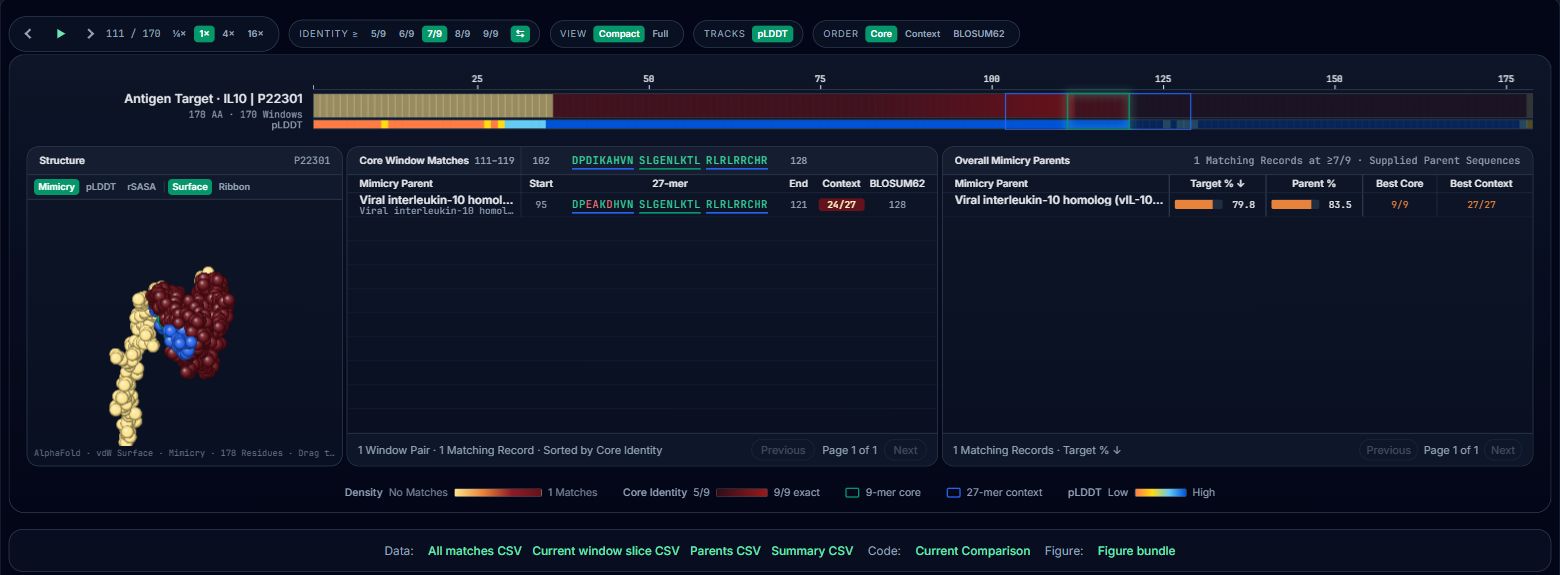 111 / 170 ¼× 1× 4× 16× IDENTITY ≥ 5/9 6/9 7/9 8/9 9/9 ⇆ VIEW Compact Full TRACKS pLDDT ORDER Core Context BLOSUM62
25 50 75 100 125 150 175
Antigen Target · IL10 | P22301
178 AA · 170 Windows
pLDDT
Structure P22301
Mimicry pLDDT rSASA Surface Ribbon
AlphaFold · vdW Surface · Mimicry · 178 Residues · Drag t…
Core Window Matches 111–119 102 DPDIKAHVN SLGENLKTL RLRLRRCHR 128
Mimicry Parent Start 27-mer End Context BLOSUM62
Viral interleukin-10 homol… 95 DPEAKDHVN SLGENLKTL RLRLRRCHR 121 24/27 128
Viral interleukin-10 homol…
1 Window Pair · 1 Matching Record · Sorted by Core Identity Previous Page 1 of 1 Next
Overall Mimicry Parents 1 Matching Records at ≥7/9 · Supplied Parent Sequences
Mimicry Parent Target % ↓ Parent % Best Core Best Context
Viral interleukin-10 homolog (vIL-10… 79.8 83.5 9/9 27/27
1 Matching Records · Target % ↓ Previous Page 1 of 1 Next
Density No Matches 1 Matches Core Identity 5/9 9/9 exact 9-mer core 27-mer context pLDDT Low High
Data: All matches CSV Current window slice CSV Parents CSV Summary CSV Code: Current Comparison Figure: Figure bundle